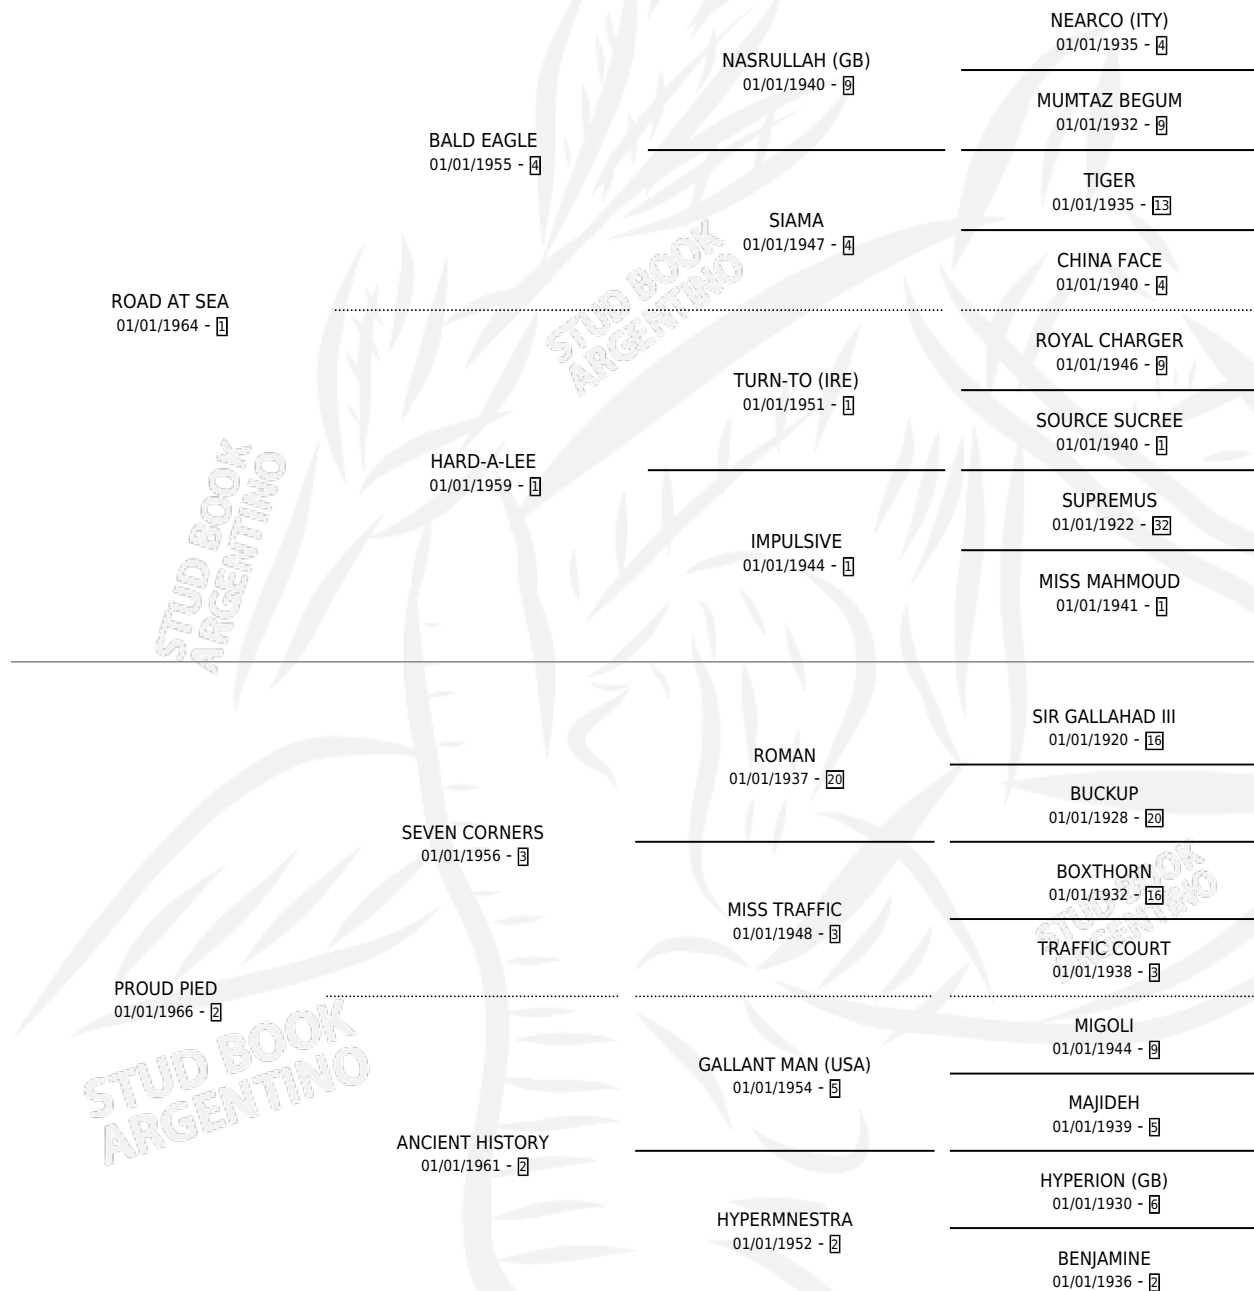 NEARCO (ITY)
01/01/1935 - 4
NASRULLAH (GB)
01/01/1940 - 9
MUMTAZ BEGUM
01/01/1932 - 9
BALD EAGLE
01/01/1955 - 4
TIGER
01/01/1935 - 13
SIAMA
01/01/1947 - 4
CHINA FACE
01/01/1940 - 4
ROAD AT SEA
01/01/1964 - 1
ROYAL CHARGER
01/01/1946 - 9
TURN-TO (IRE)
01/01/1951 - 1
SOURCE SUCREE
01/01/1940 - 1
HARD-A-LEE
01/01/1959 - 1
SUPREMUS
01/01/1922 - 32
IMPULSIVE
01/01/1944 - 1
MISS MAHMOUD
01/01/1941 - 1
SIR GALLAHAD III
01/01/1920 - 16
ROMAN
01/01/1937 - 20
BUCKUP
01/01/1928 - 20
SEVEN CORNERS
01/01/1956 - 3
BOXTHORN
01/01/1932 - 16
MISS TRAFFIC
01/01/1948 - 3
TRAFFIC COURT
01/01/1938 - 3
PROUD PIED
01/01/1966 - 2
MIGOLI
01/01/1944 - 9
GALLANT MAN (USA)
01/01/1954 - 5
MAJIDEH
01/01/1939 - 5
ANCIENT HISTORY
01/01/1961 - 2
HYPERION (GB)
01/01/1930 - 6
HYPERMNESTRA
01/01/1952 - 2
BENJAMINE
01/01/1936 - 2
STUD BOOK
ARGENTINO
STUD BOOK
ARGENTINO
STUD BOOK
ARGENTINO
STUD BOOK
ARGENTINO